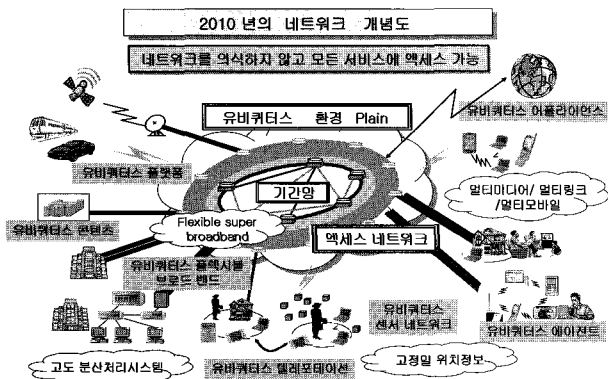 2010 년의 네트워크 개념도
네트워크를 의식하지 않고 모든 서비스에 엑세스 가능
유비쿼터스 환경 Plain
유비쿼터스 어플라이언스
유비쿼터스 플랫폼
기간망
멀티미디어/ 멀티링크
/멀티모바일
유비쿼터스 콘텐츠
Flexible super
broadband
엑세스 네트워크
유비쿼터스 플렉시블
브로드 밴드
유비쿼터스
센서 네트워크
유비쿼터스 에이전트
고도 분산처리시스템
유비쿼터스 텔레포테이션
고정밀 위치정보